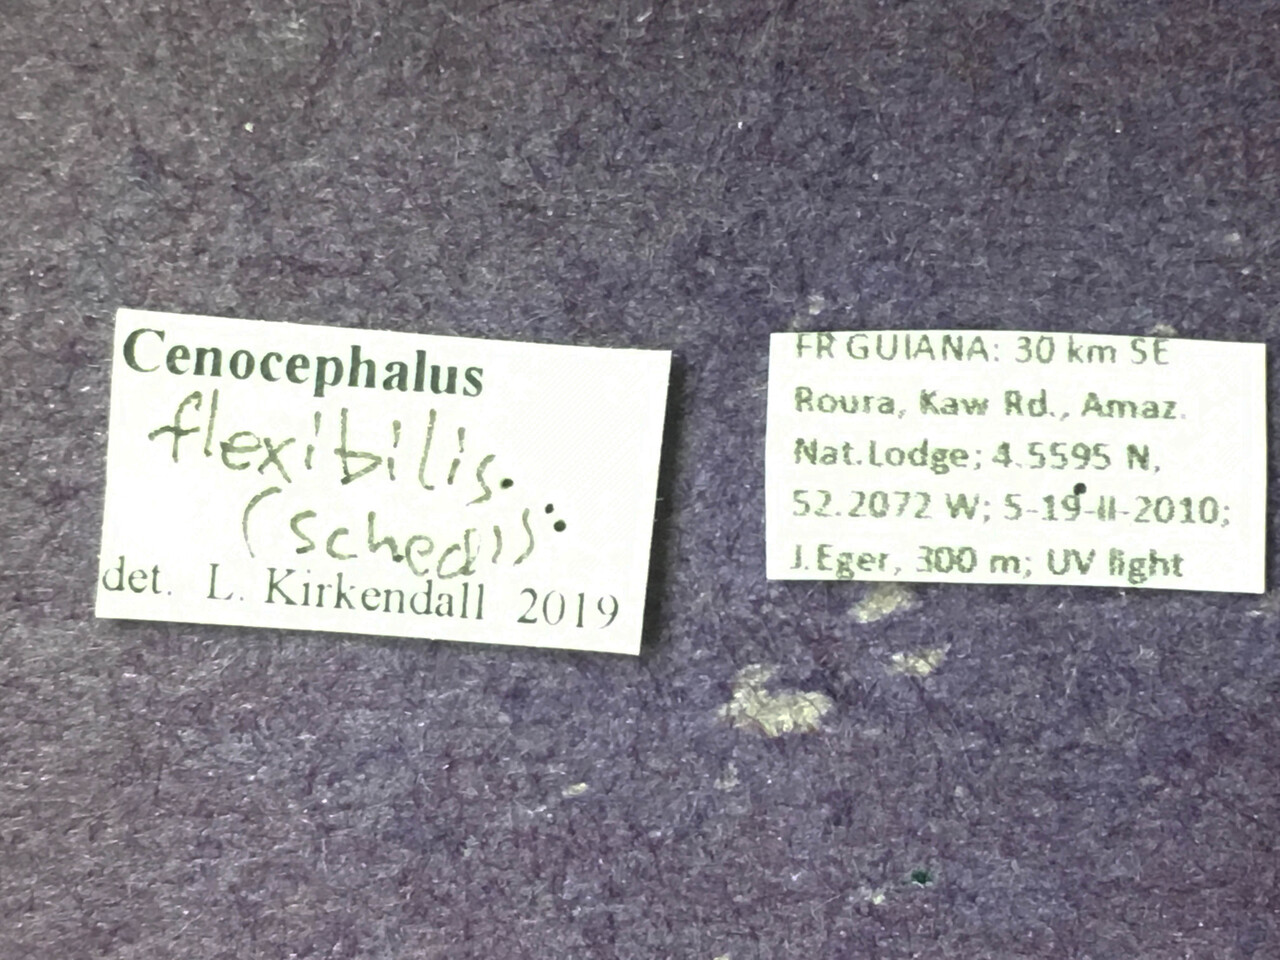 Cenocephalus
flexibilis
(Schedl)
det. L. Kirkendall 2019
FR GUIANA: 30 km SE
Roura, Kaw Rd., Amaz.
Nat.Lodge; 4.5595 N,
52.2072 W; 5-19-II-2010;
J.Eger, 300 m; UV light